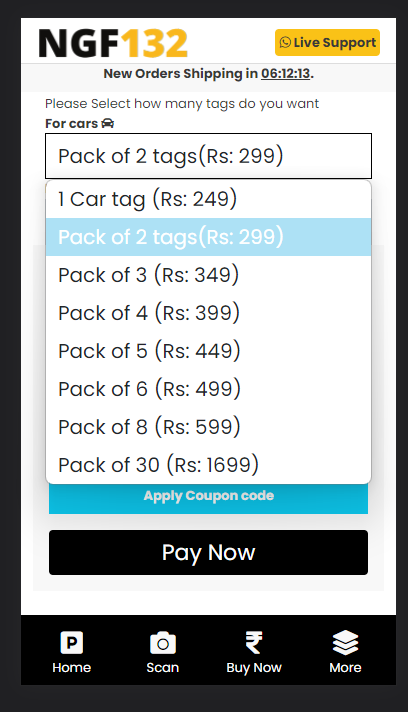 NGF132
Live Support
New Orders Shipping in 06:12:13.
Please Select how many tags do you want
For cars
Pack of 2 tags(Rs: 299)
1 Car tag (Rs: 249)
Pack of 2 tags(Rs: 299)
Pack of 3 (Rs: 349)
Pack of 4 (Rs: 399)
Pack of 5 (Rs: 449)
Pack of 6 (Rs: 499)
Pack of 8 (Rs: 599)
Pack of 30 (Rs: 1699)
Apply Coupon code
Pay Now
P
₹
Home Scan Buy Now More